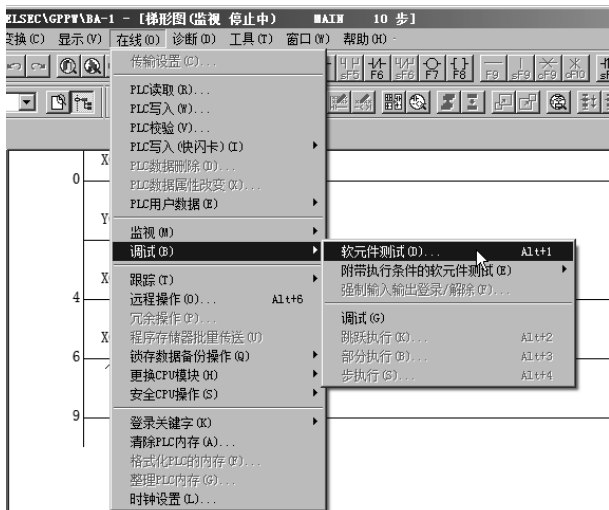 ELSEC\GPPW\BA-1 - [梯形图(监视 停止中) MAIN 10 步]
变换(C) 显示(V) 在线(O) 诊断(D) 工具(T) 窗口(W) 帮助(H)
sF5 F6 sF6 F7 F8 F9 sF9 cF9 cF10
传输设置(C)...
PLC读取(R)...
PLC写入(W)...
PLC校验(V)...
PLC写入(快闪卡)(I)
PLC数据删除(D)...
PLC数据属性改变(X)...
PLC用户数据(E)
监视(M)
调试(B)
跟踪(T)
远程操作(O)... Alt+6
冗余操作(P)...
程序存储器批量传送(U)
锁存数据备份操作(Q)
更换CPU模块(H)
安全CPU操作(S)
登录关键字(K)
清除PLC内存(A)...
格式化PLC的内存(F)...
整理PLC内存(G)...
时钟设置(L)...
软元件测试(D)... Alt+1
附带执行条件的软元件测试(E)
强制输入输出登录/解除(F)...
调试(G)
跳跃执行(K)... Alt+2
部分执行(B)... Alt+3
步执行(S)... Alt+4
X
0
Y
X
4
X
6
9